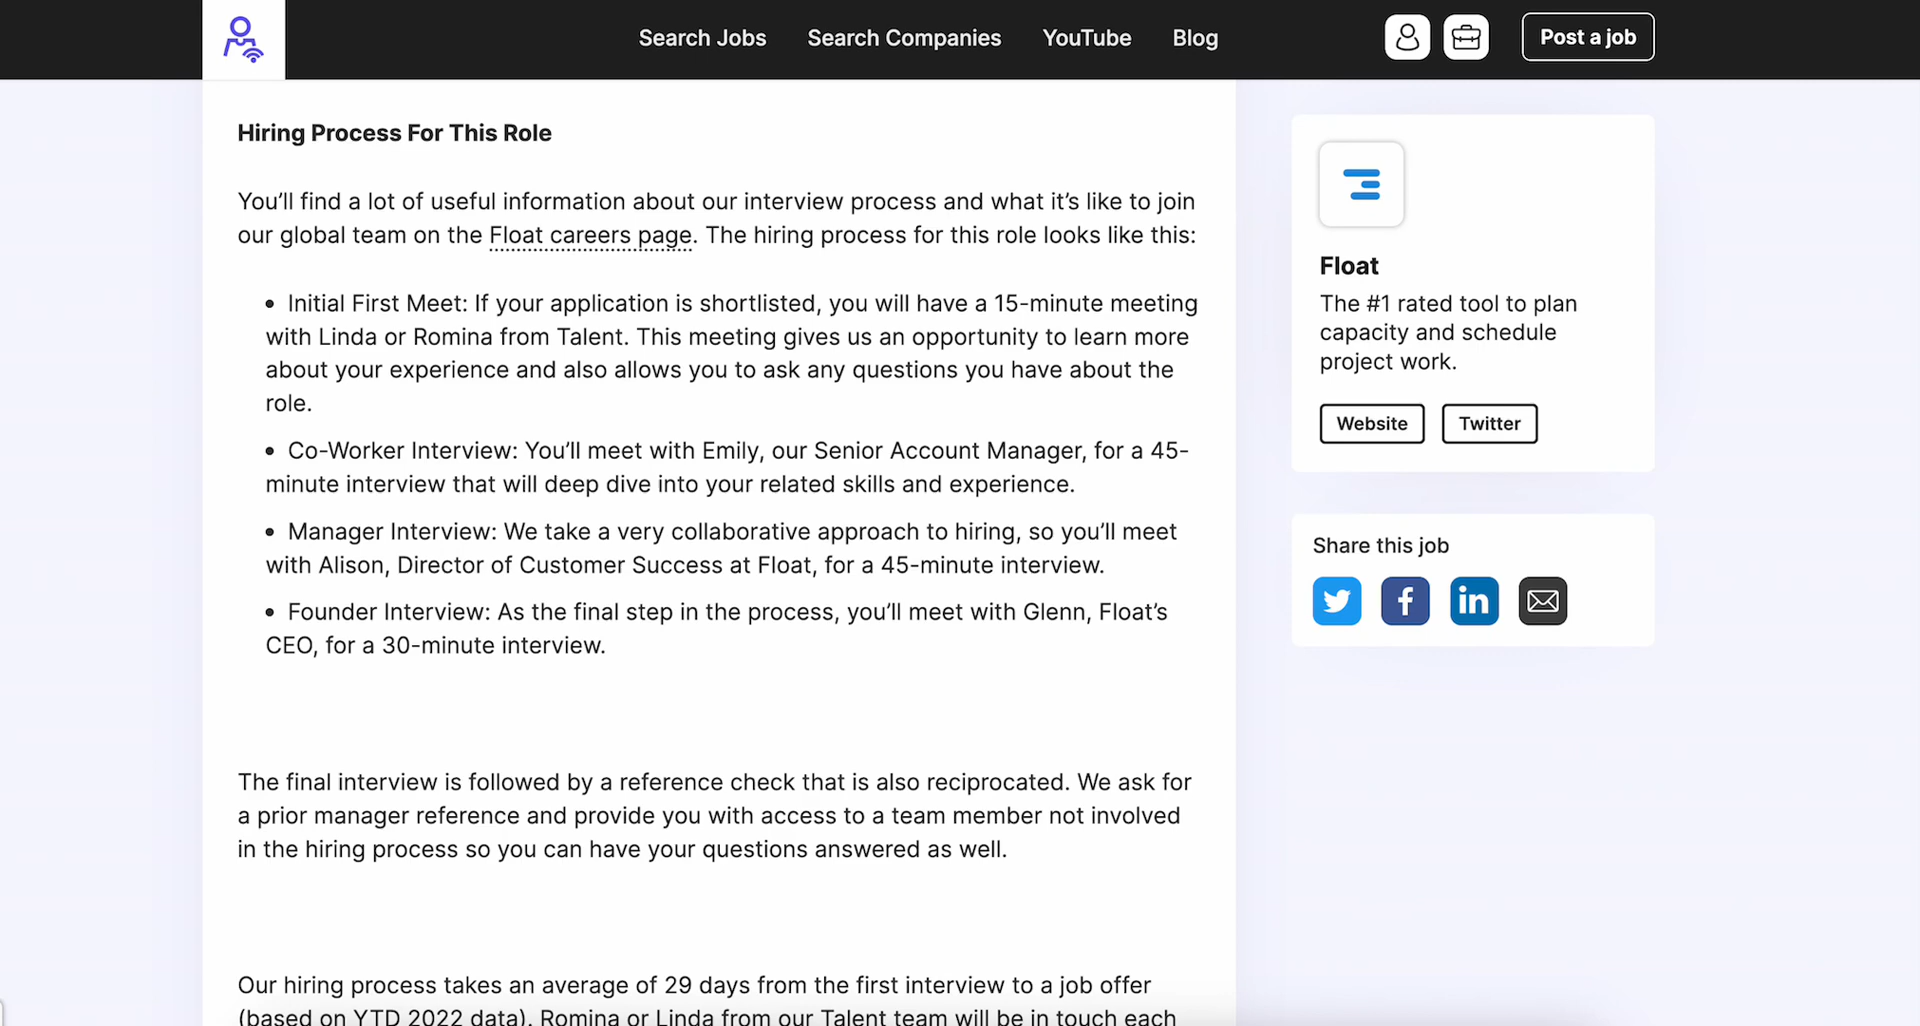 Search Jobs
Search Companies
YouTube
Blog
Post a job
Hiring Process For This Role
You’ll find a lot of useful information about our interview process and what it’s like to join
our global team on the Float careers page. The hiring process for this role looks like this:
• Initial First Meet: If your application is shortlisted, you will have a 15-minute meeting
with Linda or Romina from Talent. This meeting gives us an opportunity to learn more
about your experience and also allows you to ask any questions you have about the
role.
• Co-Worker Interview: You’ll meet with Emily, our Senior Account Manager, for a 45-
minute interview that will deep dive into your related skills and experience.
• Manager Interview: We take a very collaborative approach to hiring, so you’ll meet
with Alison, Director of Customer Success at Float, for a 45-minute interview.
• Founder Interview: As the final step in the process, you’ll meet with Glenn, Float’s
CEO, for a 30-minute interview.
The final interview is followed by a reference check that is also reciprocated. We ask for
a prior manager reference and provide you with access to a team member not involved
in the hiring process so you can have your questions answered as well.
Our hiring process takes an average of 29 days from the first interview to a job offer
(based on YTD 2022 data). Romina or Linda from our Talent team will be in touch each
Float
The #1 rated tool to plan
capacity and schedule
project work.
Website
Twitter
Share this job